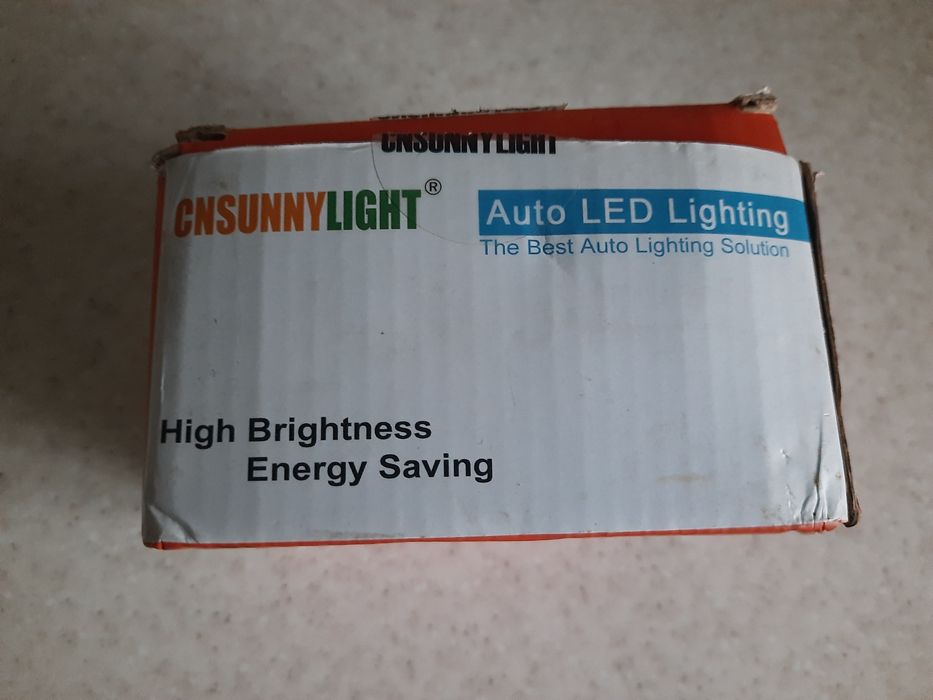 CNSUNNYLIGHT
CNSUNNYLIGHT®
Auto LED Lighting
The Best Auto Lighting Solution
High Brightness
Energy Saving